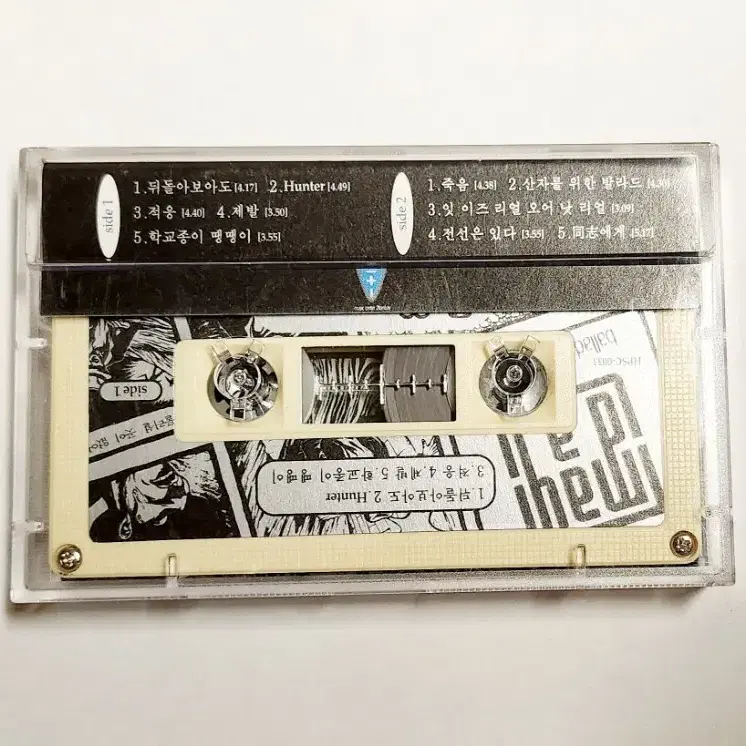 side 1
1.뒤돌아보아도 [4.17] 2.Hunter [4.49]
3.적응 [4.40] 4.제발 [3.50]
5.학교종이 땡땡이 [3.55]
side 2
1.죽음 [4.38] 2.산자를 위한 발라드 [4.30]
3.잇 이즈 리얼 오어 낫 리얼 [3.09]
4.전선은 있다 [3.55] 5.同志에게 [5.17]
HPSC-0031
ballad
side 1
1.뒤돌아보아도 2.Hunter
3.적응 4.제발 5.학교종이 땡땡이